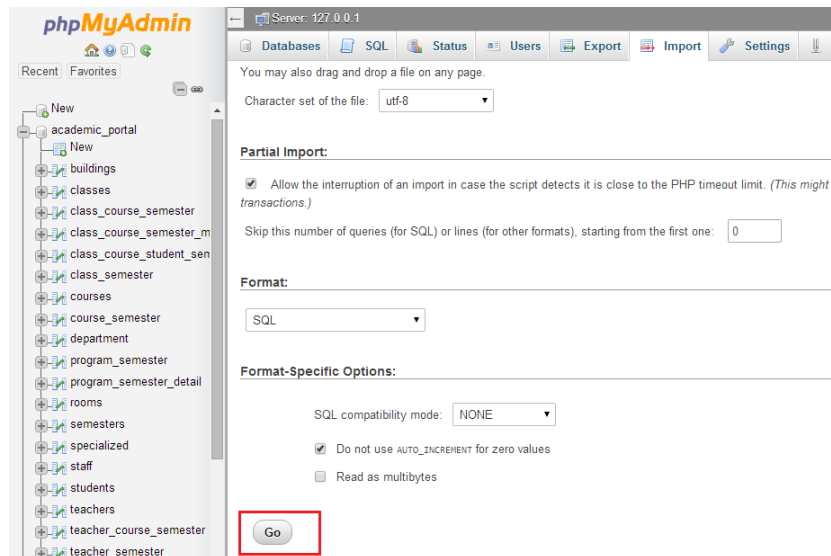 phpMyAdmin
Recent Favorites
New
academic_portal
New
buildings
classes
class_course_semester
class_course_semester_m
class_course_student_sem
class_semester
courses
course_semester
department
program_semester
program_semester_detail
rooms
semesters
specialized
staff
students
teachers
teacher_course_semester
teacher_semester
Server: 127.0.0.1
Databases SQL Status Users Export Import Settings
You may also drag and drop a file on any page.
Character set of the file: utf-8
Partial Import:
Allow the interruption of an import in case the script detects it is close to the PHP timeout limit. (This might
transactions.)
Skip this number of queries (for SQL) or lines (for other formats), starting from the first one: 0
Format:
SQL
Format-Specific Options:
SQL compatibility mode: NONE
Do not use AUTO_INCREMENT for zero values
Read as multibytes
Go